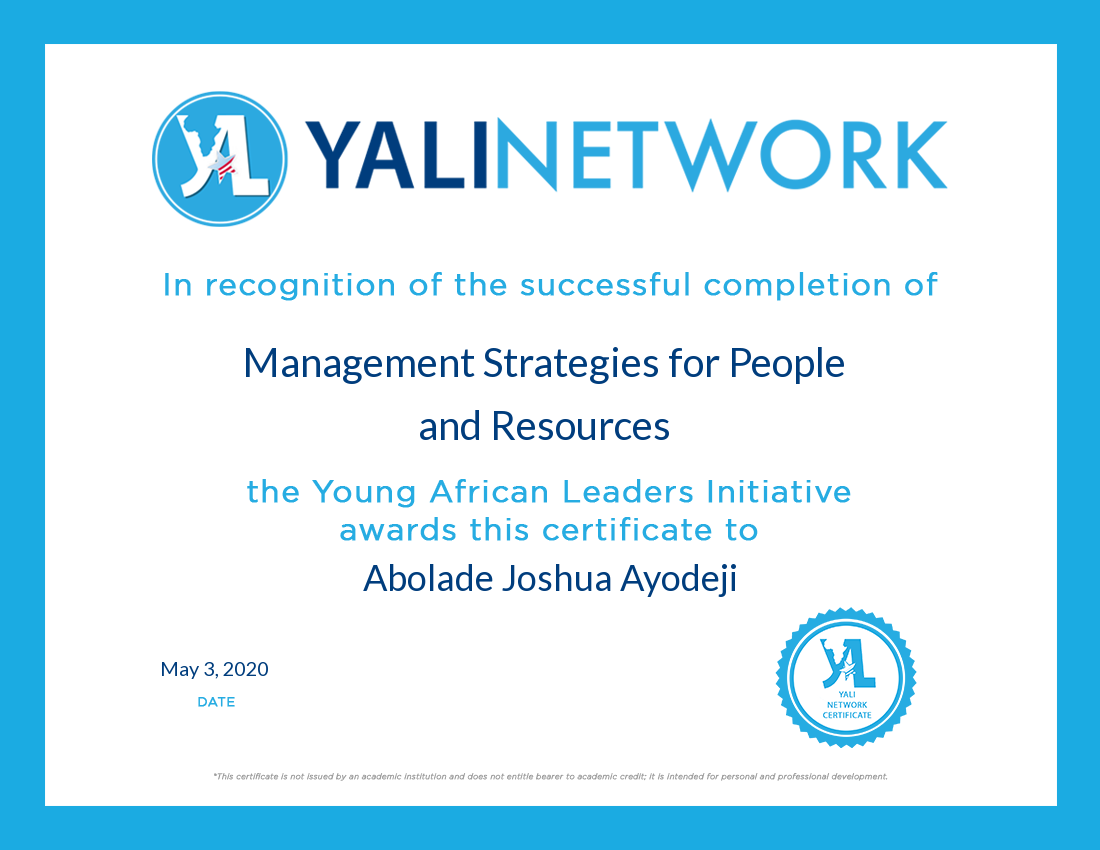 YALINETWORK
In recognition of the successful completion of
Management Strategies for People
and Resources
the Young African Leaders Initiative
awards this certificate to
Abolade Joshua Ayodeji
May 3, 2020
DATE
YALI
NETWORK
CERTIFICATE
*This certificate is not issued by an academic institution and does not entitle bearer to academic credit; it is intended for personal and professional development.